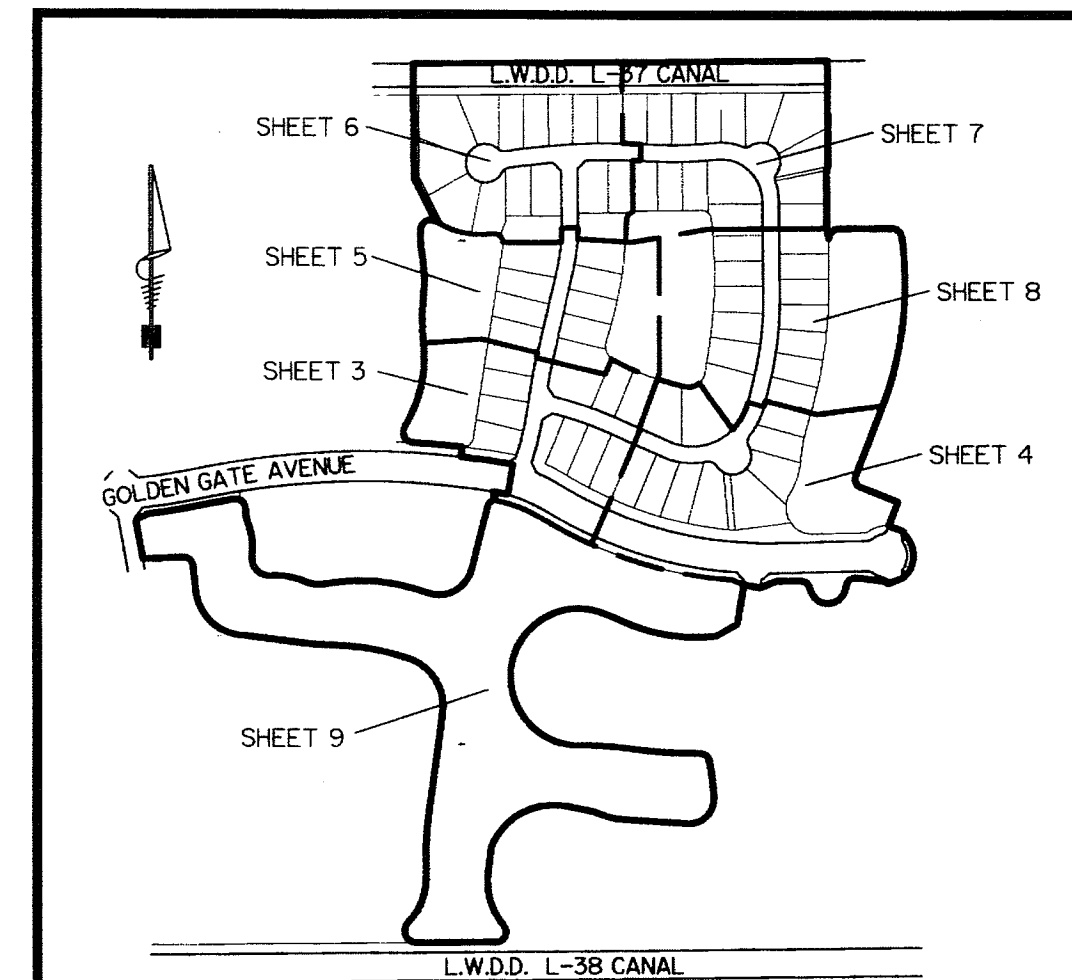 L.W.D.D. L-37 CANAL
SHEET 6
SHEET 7
SHEET 5
SHEET 8
SHEET 3
SHEET 4
GOLDEN GATE AVENUE
SHEET 9
L.W.D.D. L-38 CANAL